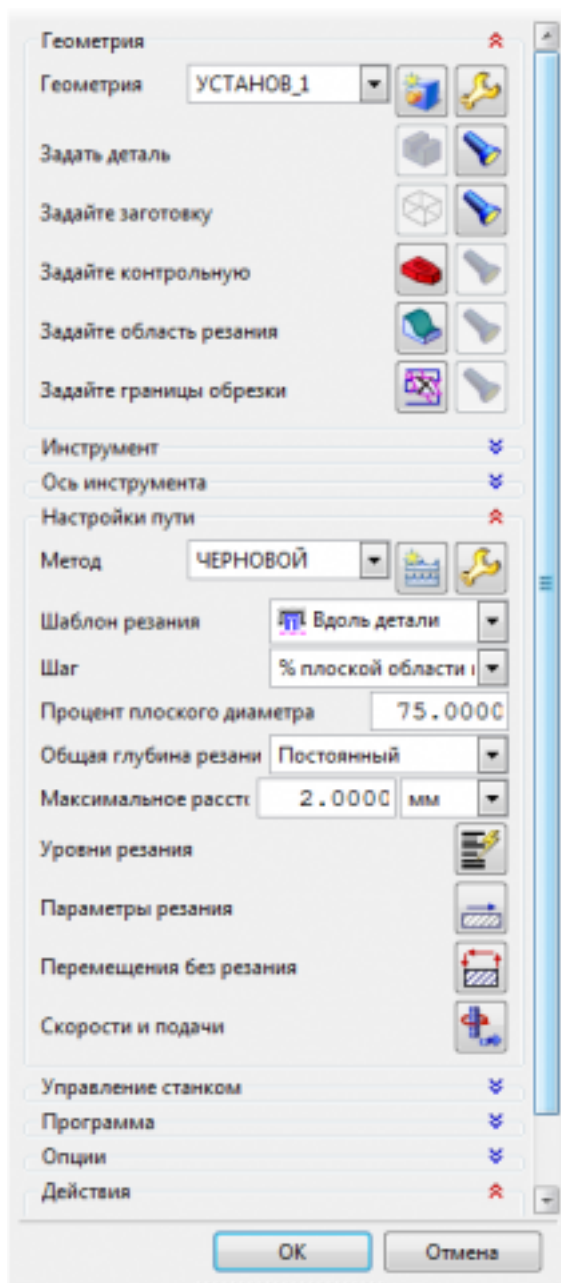 Геометрия
Геометрия УСТАНОВ_1
Задать деталь
Задайте заготовку
Задайте контрольную
Задайте область резания
Задайте границы обрезки
Инструмент
Ось инструмента
Настройки пути
Метод ЧЕРНОВОЙ
Шаблон резания Вдоль детали
Шаг % плоской области
Процент плоского диаметра 75.0000
Общая глубина резани Постоянный
Максимальное расст 2.0000 мм
Уровни резания
Параметры резания
Перемещения без резания
Скорости и подачи
Управление станком
Программа
Опции
Действия
OK Отмена